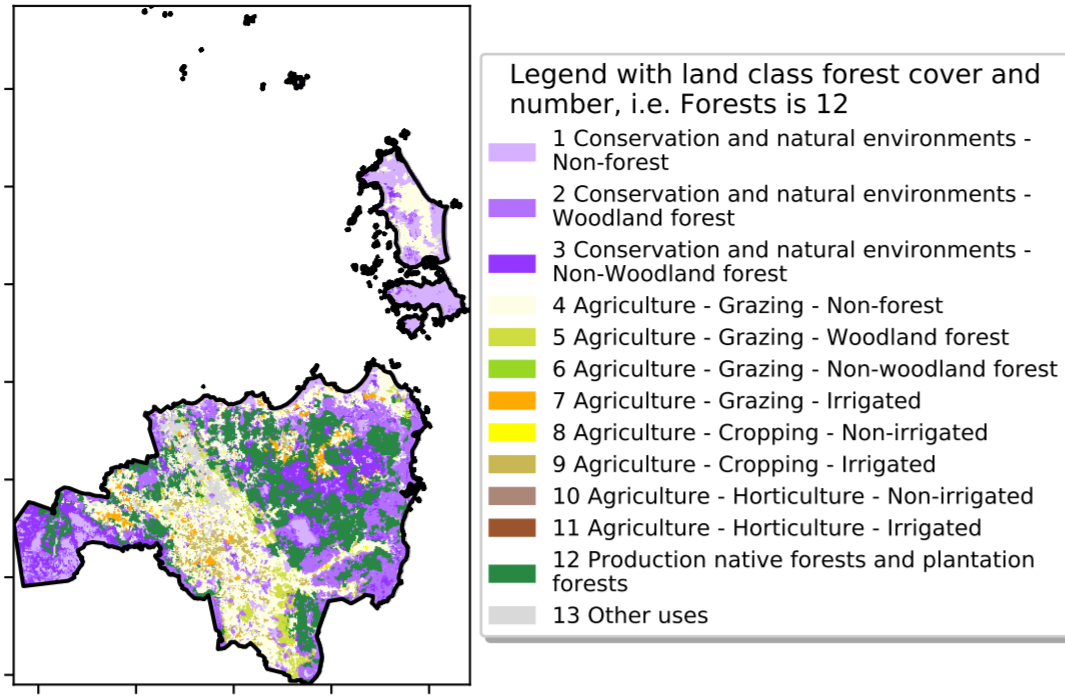 Legend with land class forest cover and
number, i.e. Forests is 12
1 Conservation and natural environments -
Non-forest
2 Conservation and natural environments -
Woodland forest
3 Conservation and natural environments -
Non-Woodland forest
4 Agriculture - Grazing - Non-forest
5 Agriculture - Grazing - Woodland forest
6 Agriculture - Grazing - Non-woodland forest
7 Agriculture - Grazing - Irrigated
8 Agriculture - Cropping - Non-irrigated
9 Agriculture - Cropping - Irrigated
10 Agriculture - Horticulture - Non-irrigated
11 Agriculture - Horticulture - Irrigated
12 Production native forests and plantation
forests
13 Other uses